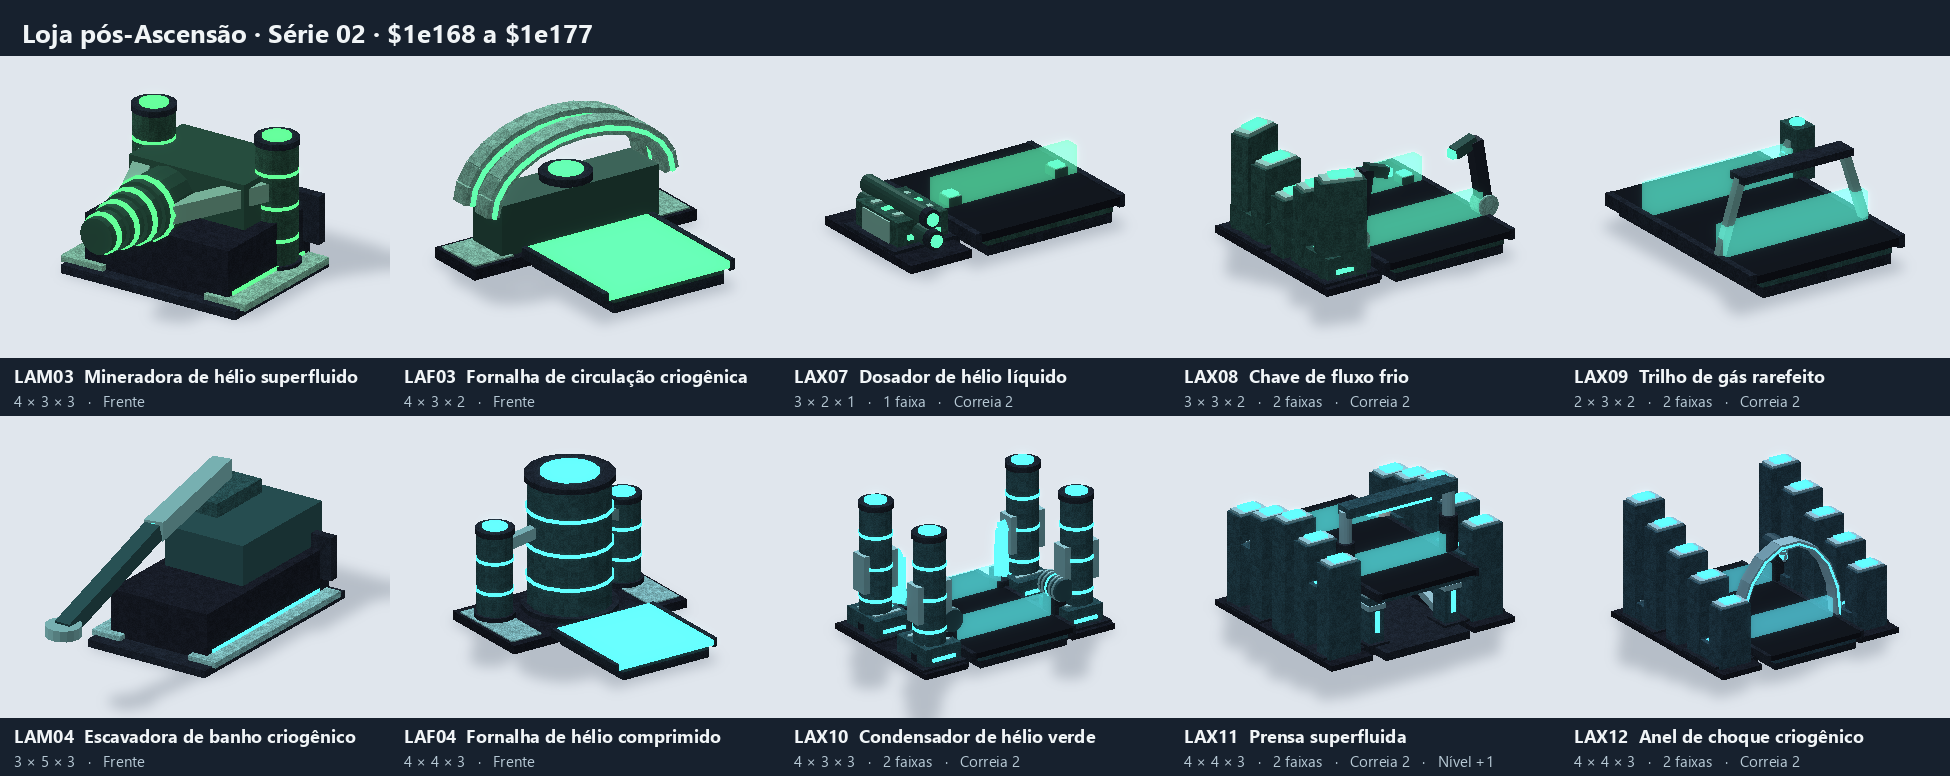 Loja pós-Ascensão · Série 02 · $1e168 a $1e177
LAM03 Mineradora de hélio superfluido
4 × 3 × 3 · Frente
LAF03 Fornalha de circulação criogênica
4 × 3 × 2 · Frente
LAX07 Dosador de hélio líquido
3 × 2 × 1 · 1 faixa · Correia 2
LAX08 Chave de fluxo frio
3 × 3 × 2 · 2 faixas · Correia 2
LAX09 Trilho de gás rarefeito
2 × 3 × 2 · 2 faixas · Correia 2
LAM04 Escavadora de banho criogênico
3 × 5 × 3 · Frente
LAF04 Fornalha de hélio comprimido
4 × 4 × 3 · Frente
LAX10 Condensador de hélio verde
4 × 3 × 3 · 2 faixas · Correia 2
LAX11 Prensa superfluida
4 × 4 × 3 · 2 faixas · Correia 2 · Nível +1
LAX12 Anel de choque criogênico
4 × 4 × 3 · 2 faixas · Correia 2